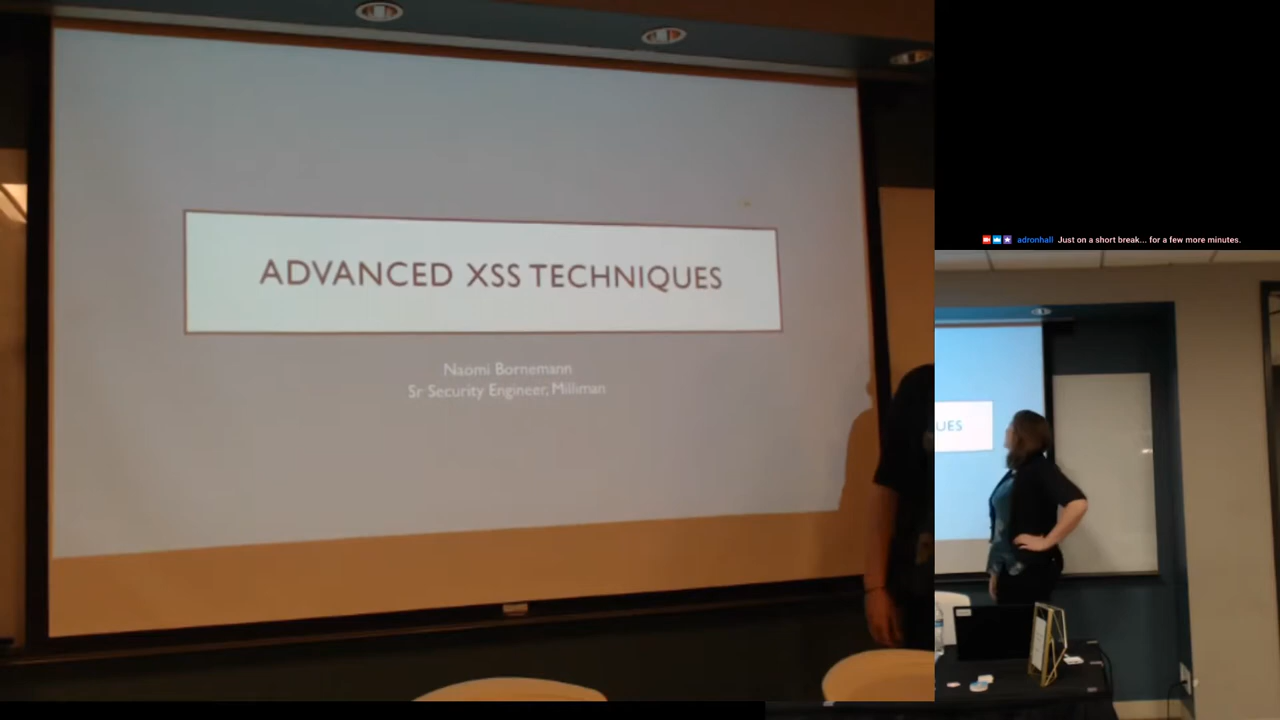 ADVANCED XSS TECHNIQUES
Naomi Bornemann
Sr Security Engineer, Milliman
adronhall Just on a short break... for a few more minutes.
UES